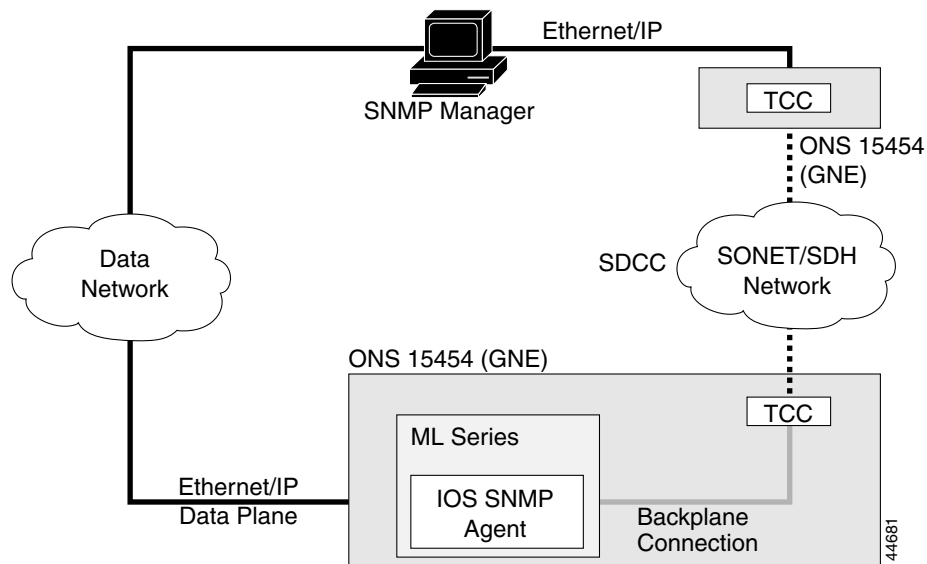 Ethernet/IP
SNMP Manager
TCC
ONS 15454
(GNE)
Data
Network
SDCC
SONET/SDH
Network
ONS 15454 (GNE)
TCC
ML Series
IOS SNMP
Agent
Ethernet/IP
Data Plane
Backplane
Connection
44681